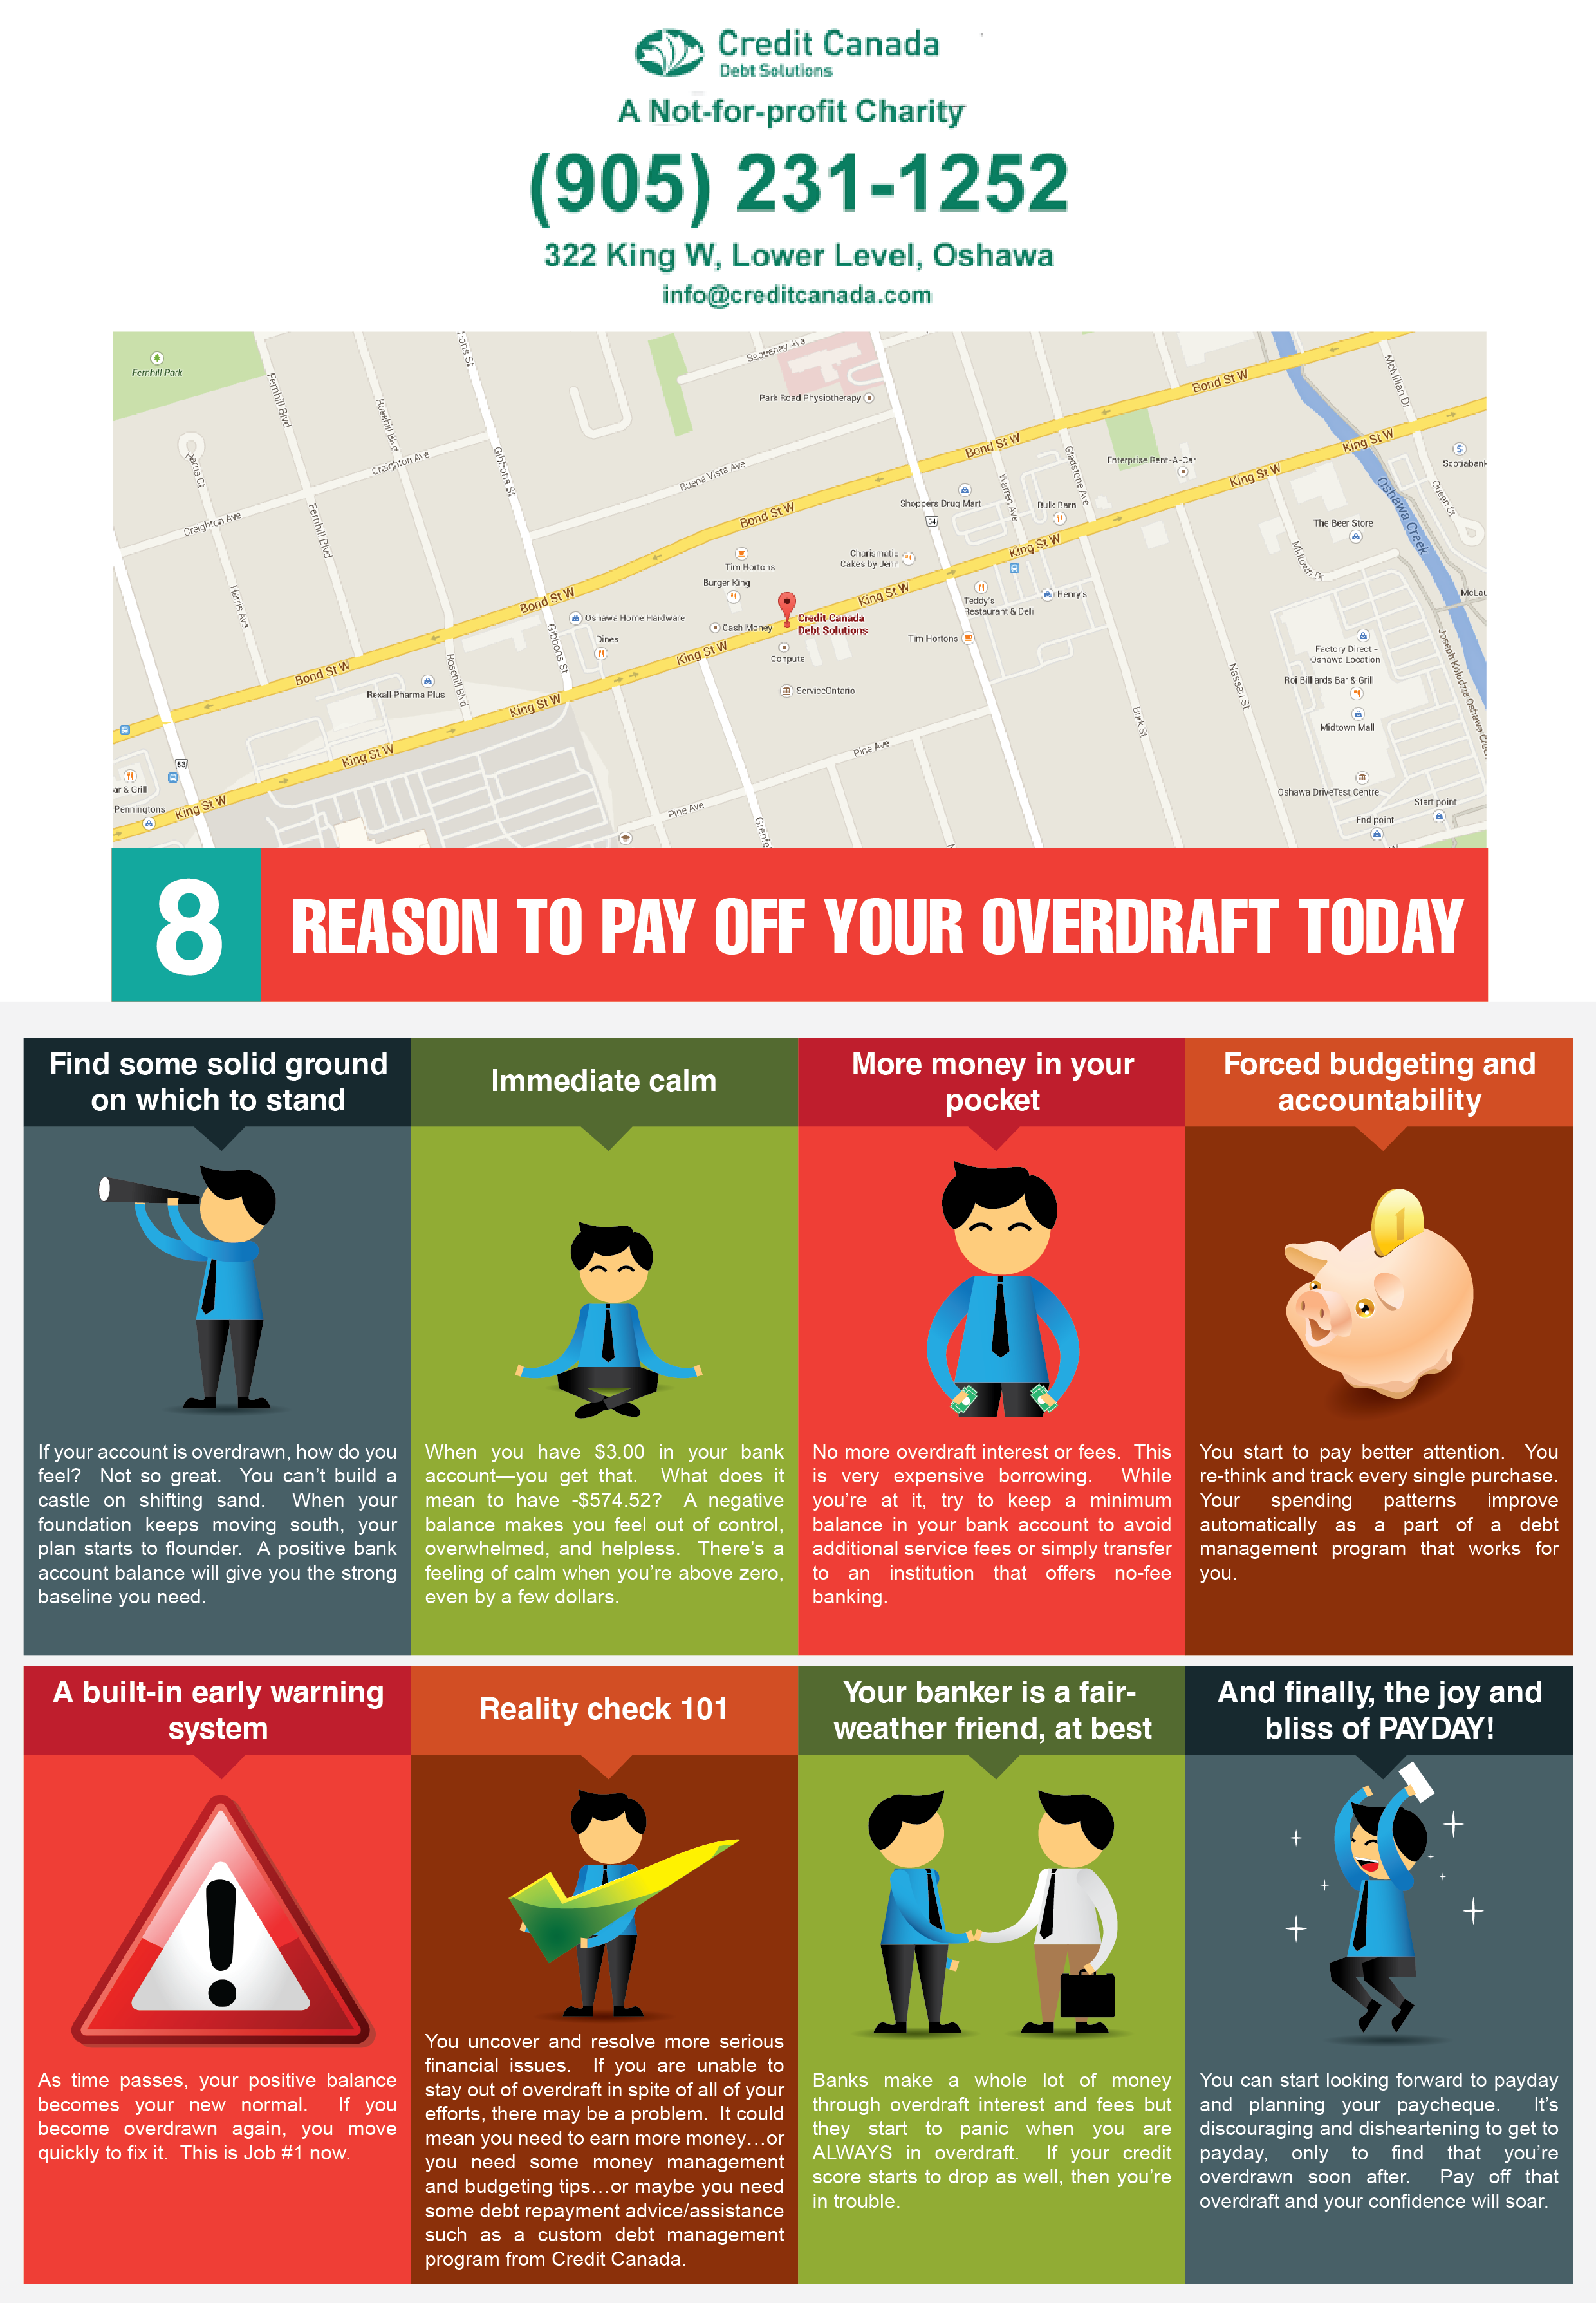 Credit Canada
Debt Solutions
A Not-for-profit Charity
(905) 231-1252
322 King W, Lower Level, Oshawa
info@creditcanada.com
Fernhill Park
Fernhill Blvd
Rosehill Blvd
bons St
Saguenay Ave
Park Road Physiotherapy
Bond St W
McMillan Dr
King St W
Scotiabank
Harris Ct
Creighton Ave
Gibbons St
Buena Vista Ave
Bond St W
Warren Ave
Gladstone Ave
Enterprise Rent-A-Car
King St W
Oshawa Creek
Queen St
Creighton Ave
Fernhill Blvd
Bond St W
Shoppers Drug Mart
54
Bulk Barn
The Beer Store
Tim Hortons
Charismatic
Cakes by Jenn
King St W
Midtown Dr
Harris Ave
Bond St W
Burger King
King St W
Teddy's
Restaurant & Deli
Henry's
McLau
Oshawa Home Hardware
Cash Money
Credit Canada
Debt Solutions
Gibbons St
Dines
King St W
Conpute
Tim Hortons
Factory Direct -
Oshawa Location
Bond St W
Rosehill Blvd
Rexall Pharma Plus
ServiceOntario
Nassau St
Roi Billiards Bar & Grill
King St W
Burk St
Midtown Mall
Joseph Kolodzie Oshawa Cree
King St W
Pine Ave
53
ar & Grill
Oshawa DriveTest Centre
Penningtons
King St W
Pine Ave
Grenfe
Start point
End point
8
REASON TO PAY OFF YOUR OVERDRAFT TODAY
Find some solid ground
on which to stand
If your account is overdrawn, how do you
feel? Not so great. You can't build a
castle on shifting sand. When your
foundation keeps moving south, your
plan starts to flounder. A positive bank
account balance will give you the strong
baseline you need.
Immediate calm
When you have $3.00 in your bank
account—you get that. What does it
mean to have -$574.52? A negative
balance makes you feel out of control,
overwhelmed, and helpless. There's a
feeling of calm when you're above zero,
even by a few dollars.
More money in your
pocket
No more overdraft interest or fees. This
is very expensive borrowing. While
you're at it, try to keep a minimum
balance in your bank account to avoid
additional service fees or simply transfer
to an institution that offers no-fee
banking.
Forced budgeting and
accountability
1
You start to pay better attention. You
re-think and track every single purchase.
Your spending patterns improve
automatically as a part of a debt
management program that works for
you.
A built-in early warning
system
As time passes, your positive balance
becomes your new normal. If you
become overdrawn again, you move
quickly to fix it. This is Job #1 now.
Reality check 101
You uncover and resolve more serious
financial issues. If you are unable to
stay out of overdraft in spite of all of your
efforts, there may be a problem. It could
mean you need to earn more money…or
you need some money management
and budgeting tips…or maybe you need
some debt repayment advice/assistance
such as a custom debt management
program from Credit Canada.
Your banker is a fair-
weather friend, at best
Banks make a whole lot of money
through overdraft interest and fees but
they start to panic when you are
ALWAYS in overdraft. If your credit
score starts to drop as well, then you're
in trouble.
And finally, the joy and
bliss of PAYDAY!
You can start looking forward to payday
and planning your paycheque. It's
discouraging and disheartening to get to
payday, only to find that you're
overdrawn soon after. Pay off that
overdraft and your confidence will soar.